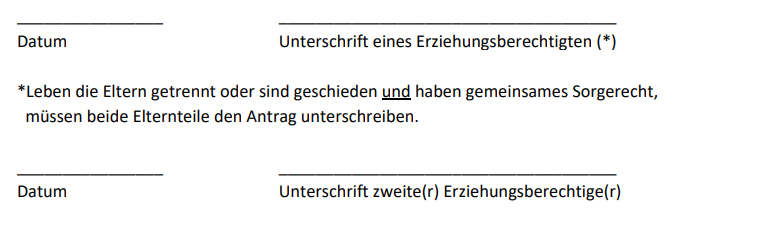 Datum Unterschrift eines Erziehungsberechtigten (*)
*Leben die Eltern getrennt oder sind geschieden und haben gemeinsames Sorgerecht,
müssen beide Elternteile den Antrag unterschreiben.
Datum Unterschrift zweite(r) Erziehungsberechtige(r)